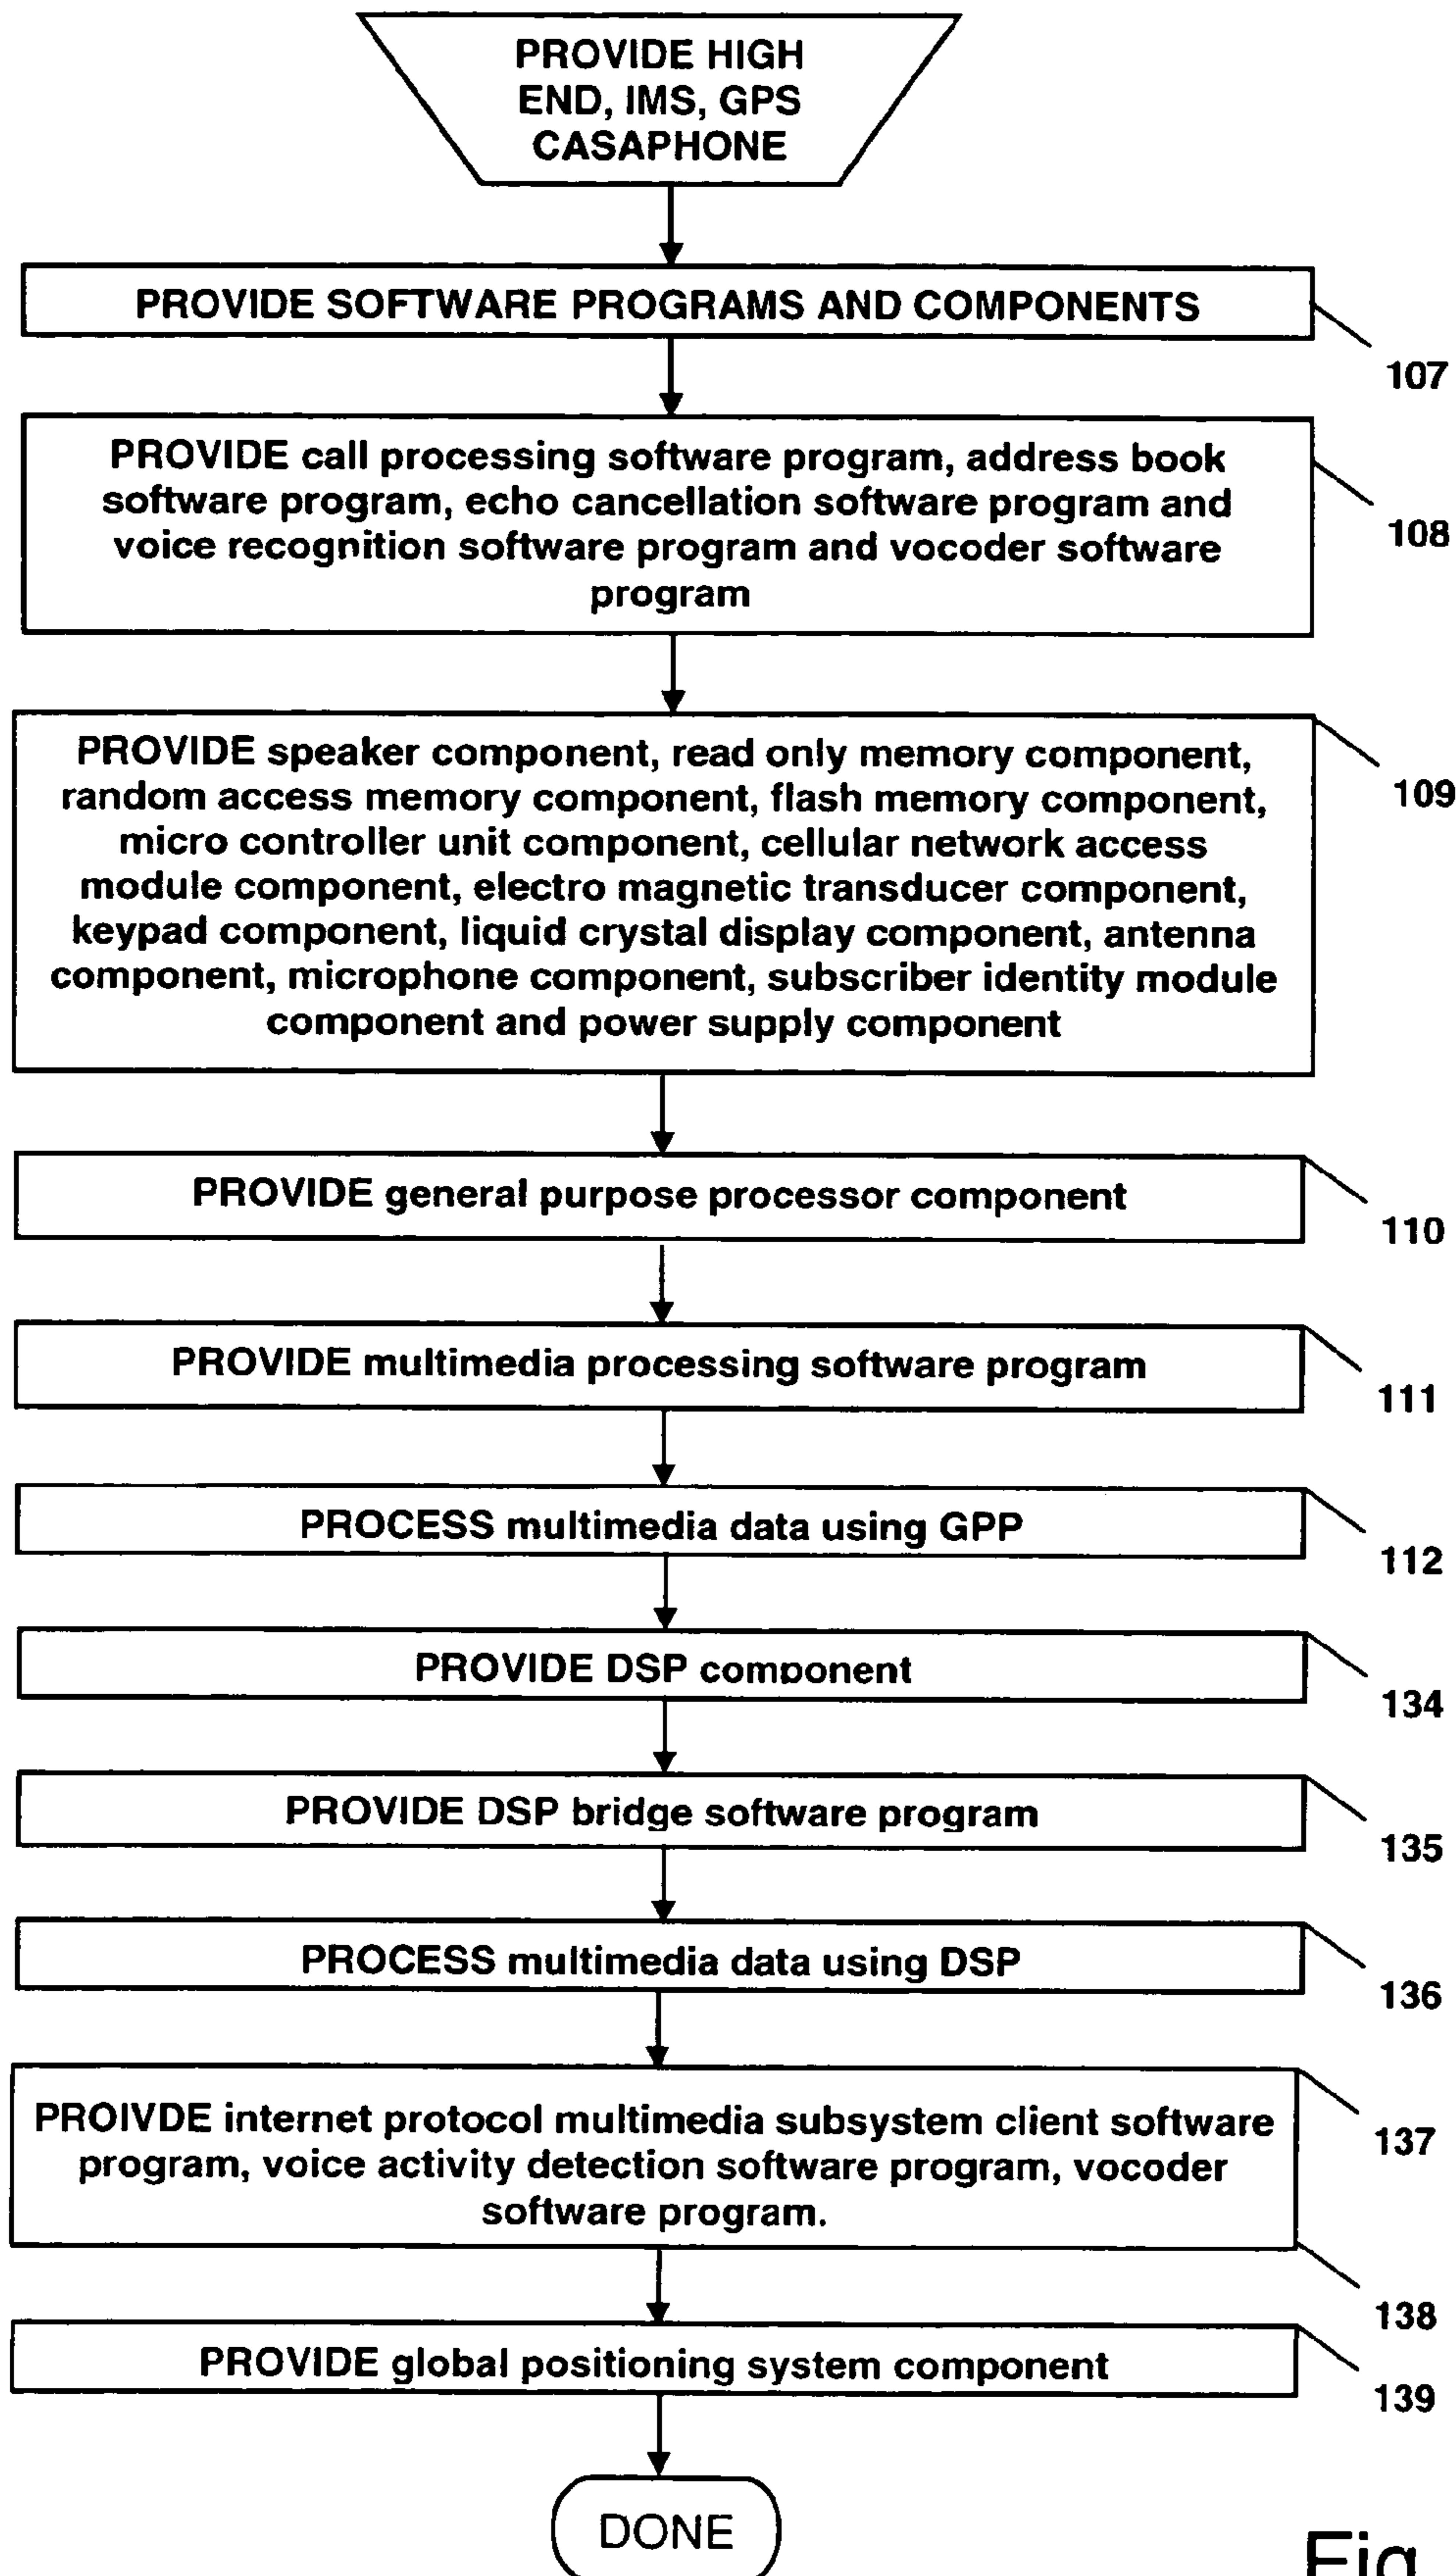 PROVIDE HIGH
END, IMS, GPS
CASAPHONE
PROVIDE SOFTWARE PROGRAMS AND COMPONENTS
107
PROVIDE call processing software program, address book
software program, echo cancellation software program and
voice recognition software program and vocoder software
program
108
PROVIDE speaker component, read only memory component,
random access memory component, flash memory component,
micro controller unit component, cellular network access
module component, electro magnetic transducer component,
keypad component, liquid crystal display component, antenna
component, microphone component, subscriber identity module
component and power supply component
109
PROVIDE general purpose processor component
110
PROVIDE multimedia processing software program
111
PROCESS multimedia data using GPP
112
PROVIDE DSP component
134
PROVIDE DSP bridge software program
135
PROCESS multimedia data using DSP
136
PROIVDE internet protocol multimedia subsystem client software
program, voice activity detection software program, vocoder
software program.
137
138
PROVIDE global positioning system component
139
DONE
Fig